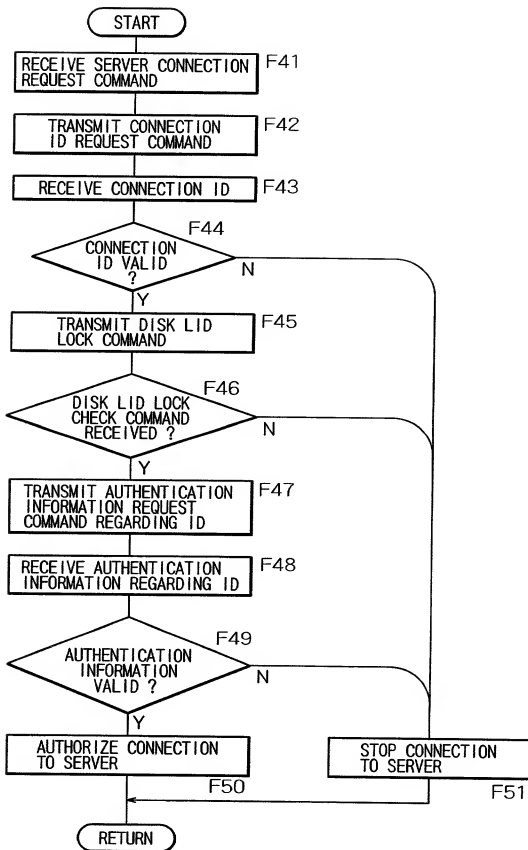 START
RECEIVE SERVER CONNECTION
REQUEST COMMAND
F41
TRANSMIT CONNECTION
ID REQUEST COMMAND
F42
RECEIVE CONNECTION ID
F43
F44
CONNECTION
ID VALID
?
N
Y
TRANSMIT DISK LID
LOCK COMMAND
F45
F46
DISK LID LOCK
CHECK COMMAND
RECEIVED ?
N
Y
TRANSMIT AUTHENTICATION
INFORMATION REQUEST
COMMAND REGARDING ID
F47
RECEIVE AUTHENTICATION
INFORMATION REGARDING ID
F48
F49
AUTHENTICATION
INFORMATION
VALID ?
N
Y
AUTHORIZE CONNECTION
TO SERVER
F50
STOP CONNECTION
TO SERVER
F51
RETURN